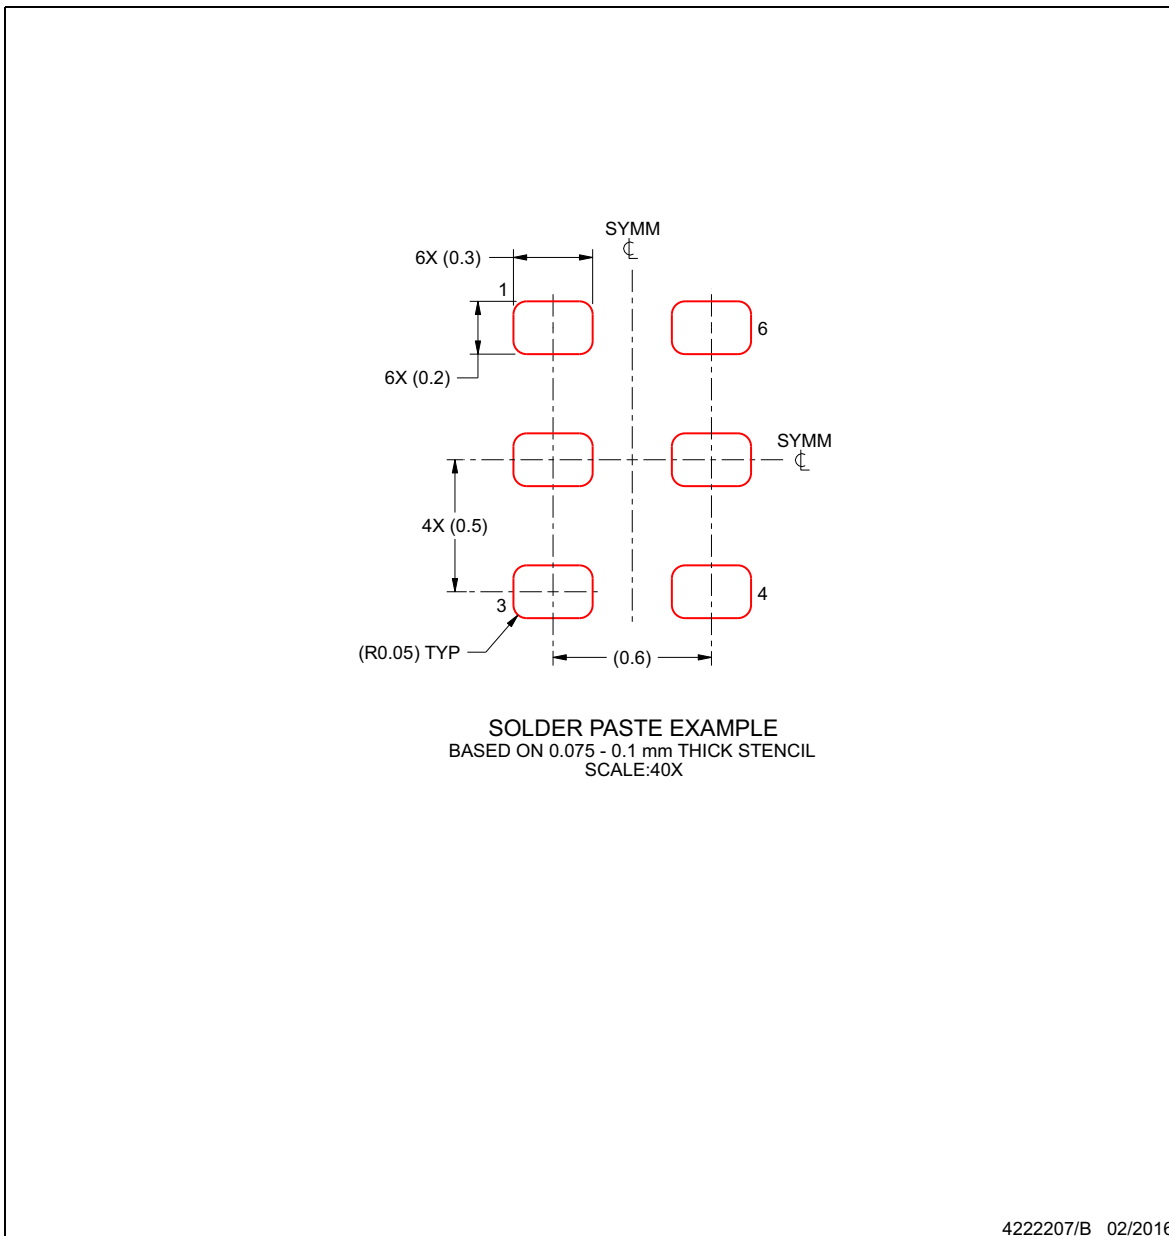 SYMM
℄
6X (0.3)
1
6
6X (0.2)
SYMM
℄
4X (0.5)
3
4
(R0.05) TYP
(0.6)
SOLDER PASTE EXAMPLE
BASED ON 0.075 - 0.1 mm THICK STENCIL
SCALE:40X
4222207/B 02/2016